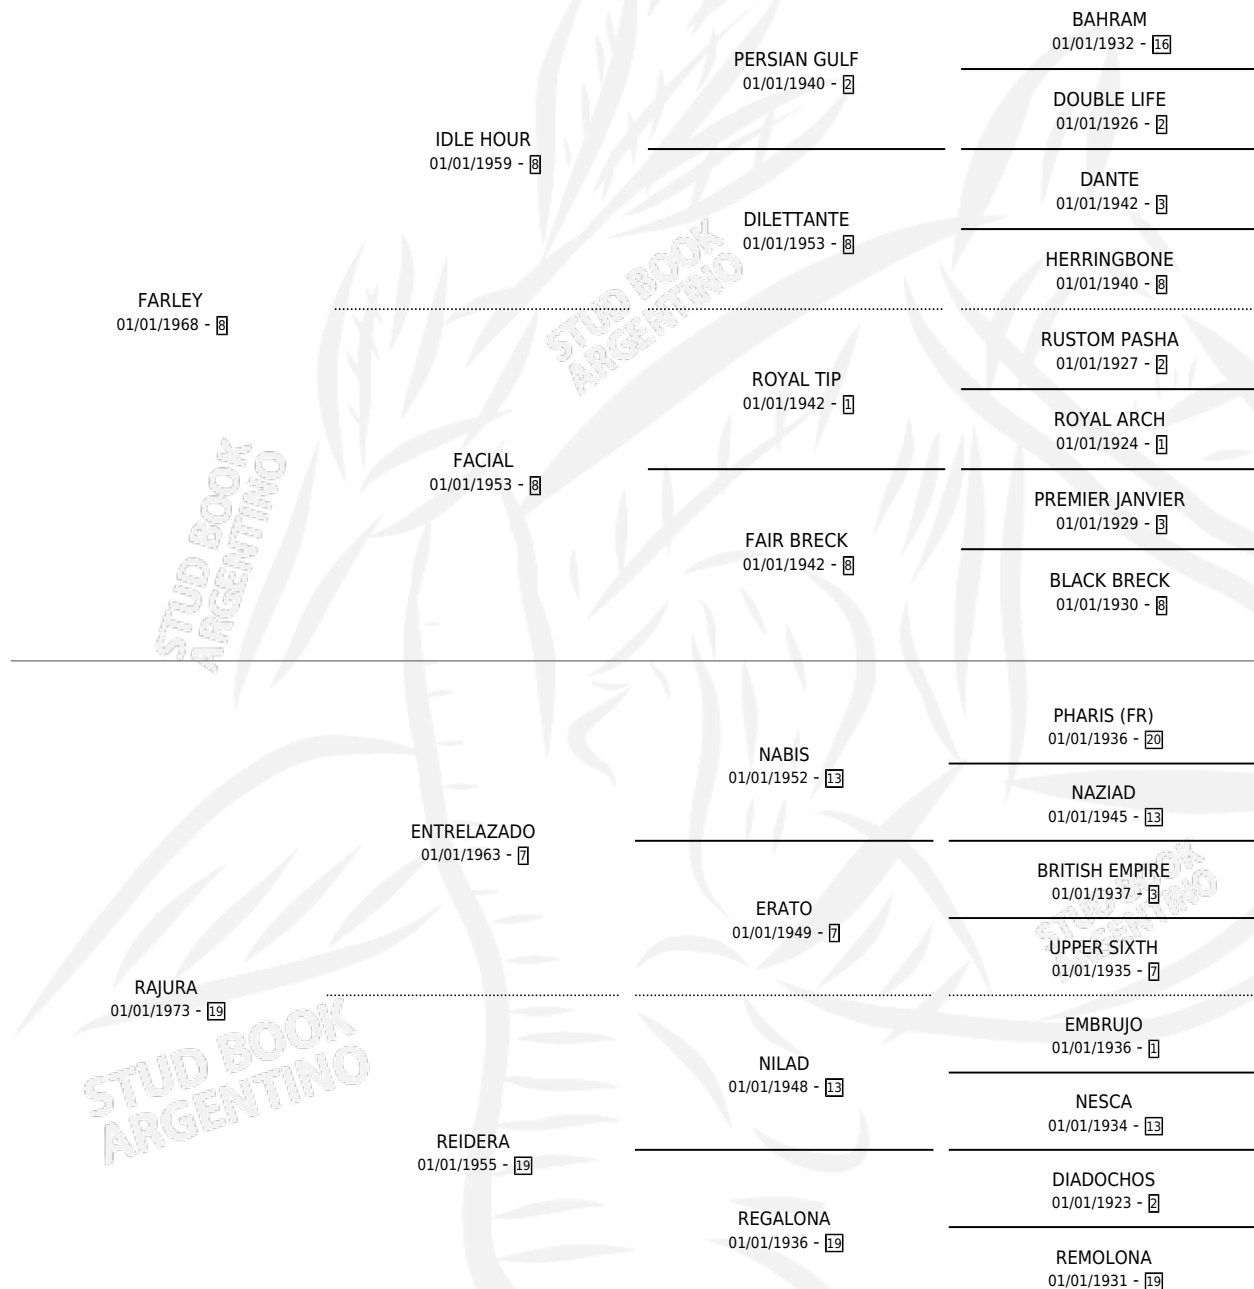 BAHRAM
01/01/1932 - 16
PERSIAN GULF
01/01/1940 - 2
DOUBLE LIFE
01/01/1926 - 2
IDLE HOUR
01/01/1959 - 8
DANTE
01/01/1942 - 3
DILETTANTE
01/01/1953 - 8
HERRINGBONE
01/01/1940 - 8
FARLEY
01/01/1968 - 8
RUSTOM PASHA
01/01/1927 - 2
ROYAL TIP
01/01/1942 - 1
ROYAL ARCH
01/01/1924 - 1
FACIAL
01/01/1953 - 8
PREMIER JANVIER
01/01/1929 - 3
FAIR BRECK
01/01/1942 - 8
BLACK BRECK
01/01/1930 - 8
PHARIS (FR)
01/01/1936 - 20
NABIS
01/01/1952 - 13
NAZIAD
01/01/1945 - 13
ENTRELAZADO
01/01/1963 - 7
BRITISH EMPIRE
01/01/1937 - 3
ERATO
01/01/1949 - 7
UPPER SIXTH
01/01/1935 - 7
RAJURA
01/01/1973 - 19
EMBRUJO
01/01/1936 - 1
NILAD
01/01/1948 - 13
NESCA
01/01/1934 - 13
REIDERA
01/01/1955 - 19
DIADOCHOS
01/01/1923 - 2
REGALONA
01/01/1936 - 19
REMOLONA
01/01/1931 - 19
STUD BOOK
ARGENTINO
STUD BOOK
ARGENTINO
STUD BOOK
ARGENTINO
STUD BOOK
ARGENTINO